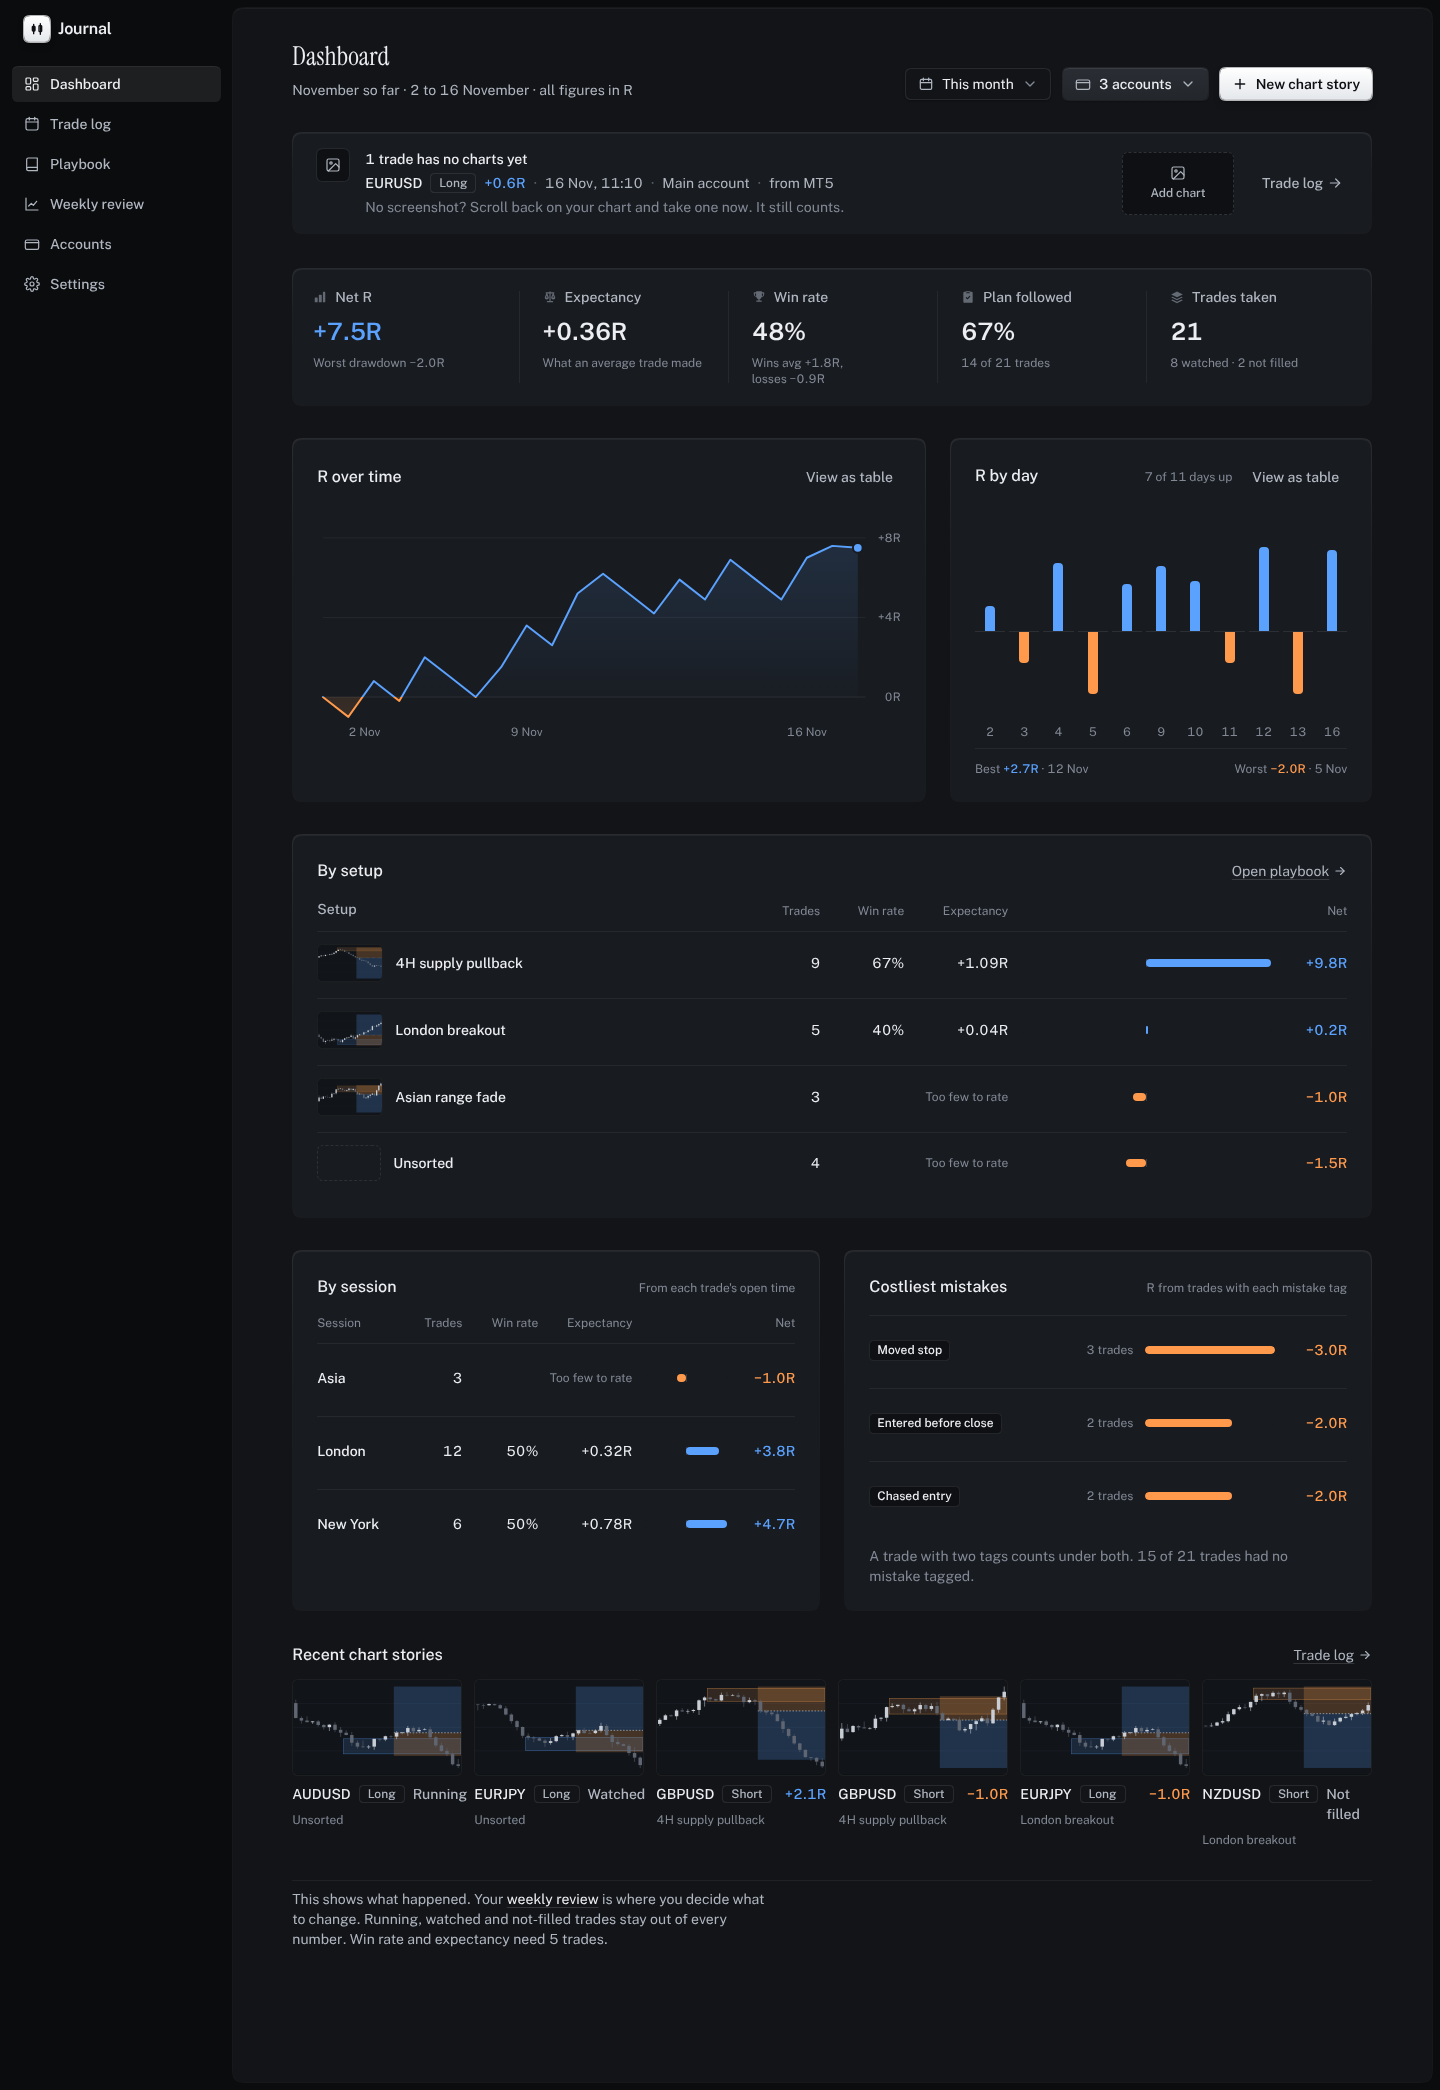 Journal
Dashboard
Trade log
Playbook
Weekly review
Accounts
Settings
Dashboard
November so far · 2 to 16 November · all figures in R
This month
3 accounts
New chart story
1 trade has no charts yet
EURUSD Long +0.6R · 16 Nov, 11:10 · Main account · from MT5
No screenshot? Scroll back on your chart and take one now. It still counts.
Add chart
Trade log →
Net R
+7.5R
Worst drawdown −2.0R
Expectancy
+0.36R
What an average trade made
Win rate
48%
Wins avg +1.8R,
losses −0.9R
Plan followed
67%
14 of 21 trades
Trades taken
21
8 watched · 2 not filled
R over time
View as table
+8R
+4R
0R
2 Nov 9 Nov 16 Nov
R by day
7 of 11 days up
View as table
2 3 4 5 6 9 10 11 12 13 16
Best +2.7R · 12 Nov
Worst −2.0R · 5 Nov
By setup
Open playbook →
Setup Trades Win rate Expectancy Net
4H supply pullback 9 67% +1.09R +9.8R
London breakout 5 40% +0.04R +0.2R
Asian range fade 3 Too few to rate −1.0R
Unsorted 4 Too few to rate −1.5R
By session
From each trade's open time
Session Trades Win rate Expectancy Net
Asia 3 Too few to rate −1.0R
London 12 50% +0.32R +3.8R
New York 6 50% +0.78R +4.7R
Costliest mistakes
R from trades with each mistake tag
Moved stop 3 trades −3.0R
Entered before close 2 trades −2.0R
Chased entry 2 trades −2.0R
A trade with two tags counts under both. 15 of 21 trades had no
mistake tagged.
Recent chart stories
Trade log →
AUDUSD Long Running
Unsorted
EURJPY Long Watched
Unsorted
GBPUSD Short +2.1R
4H supply pullback
GBPUSD Short −1.0R
4H supply pullback
EURJPY Long −1.0R
London breakout
NZDUSD Short Not
filled
London breakout
This shows what happened. Your weekly review is where you decide what
to change. Running, watched and not-filled trades stay out of every
number. Win rate and expectancy need 5 trades.